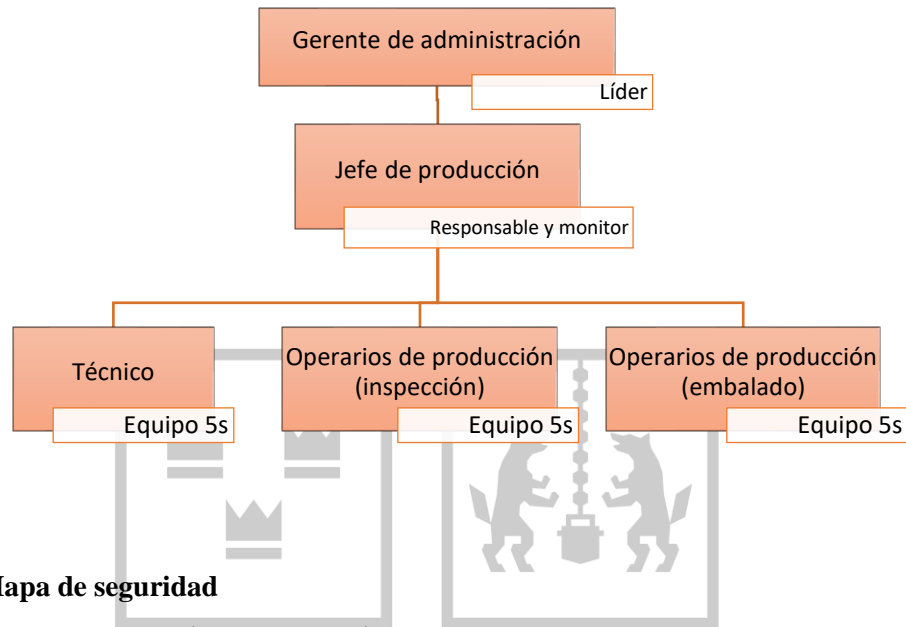 Gerente de administración
Líder
Jefe de producción
Responsable y monitor
Técnico
Equipo 5s
Operarios de producción
(inspección)
Equipo 5s
Operarios de producción
(embalado)
Equipo 5s
de seguridad